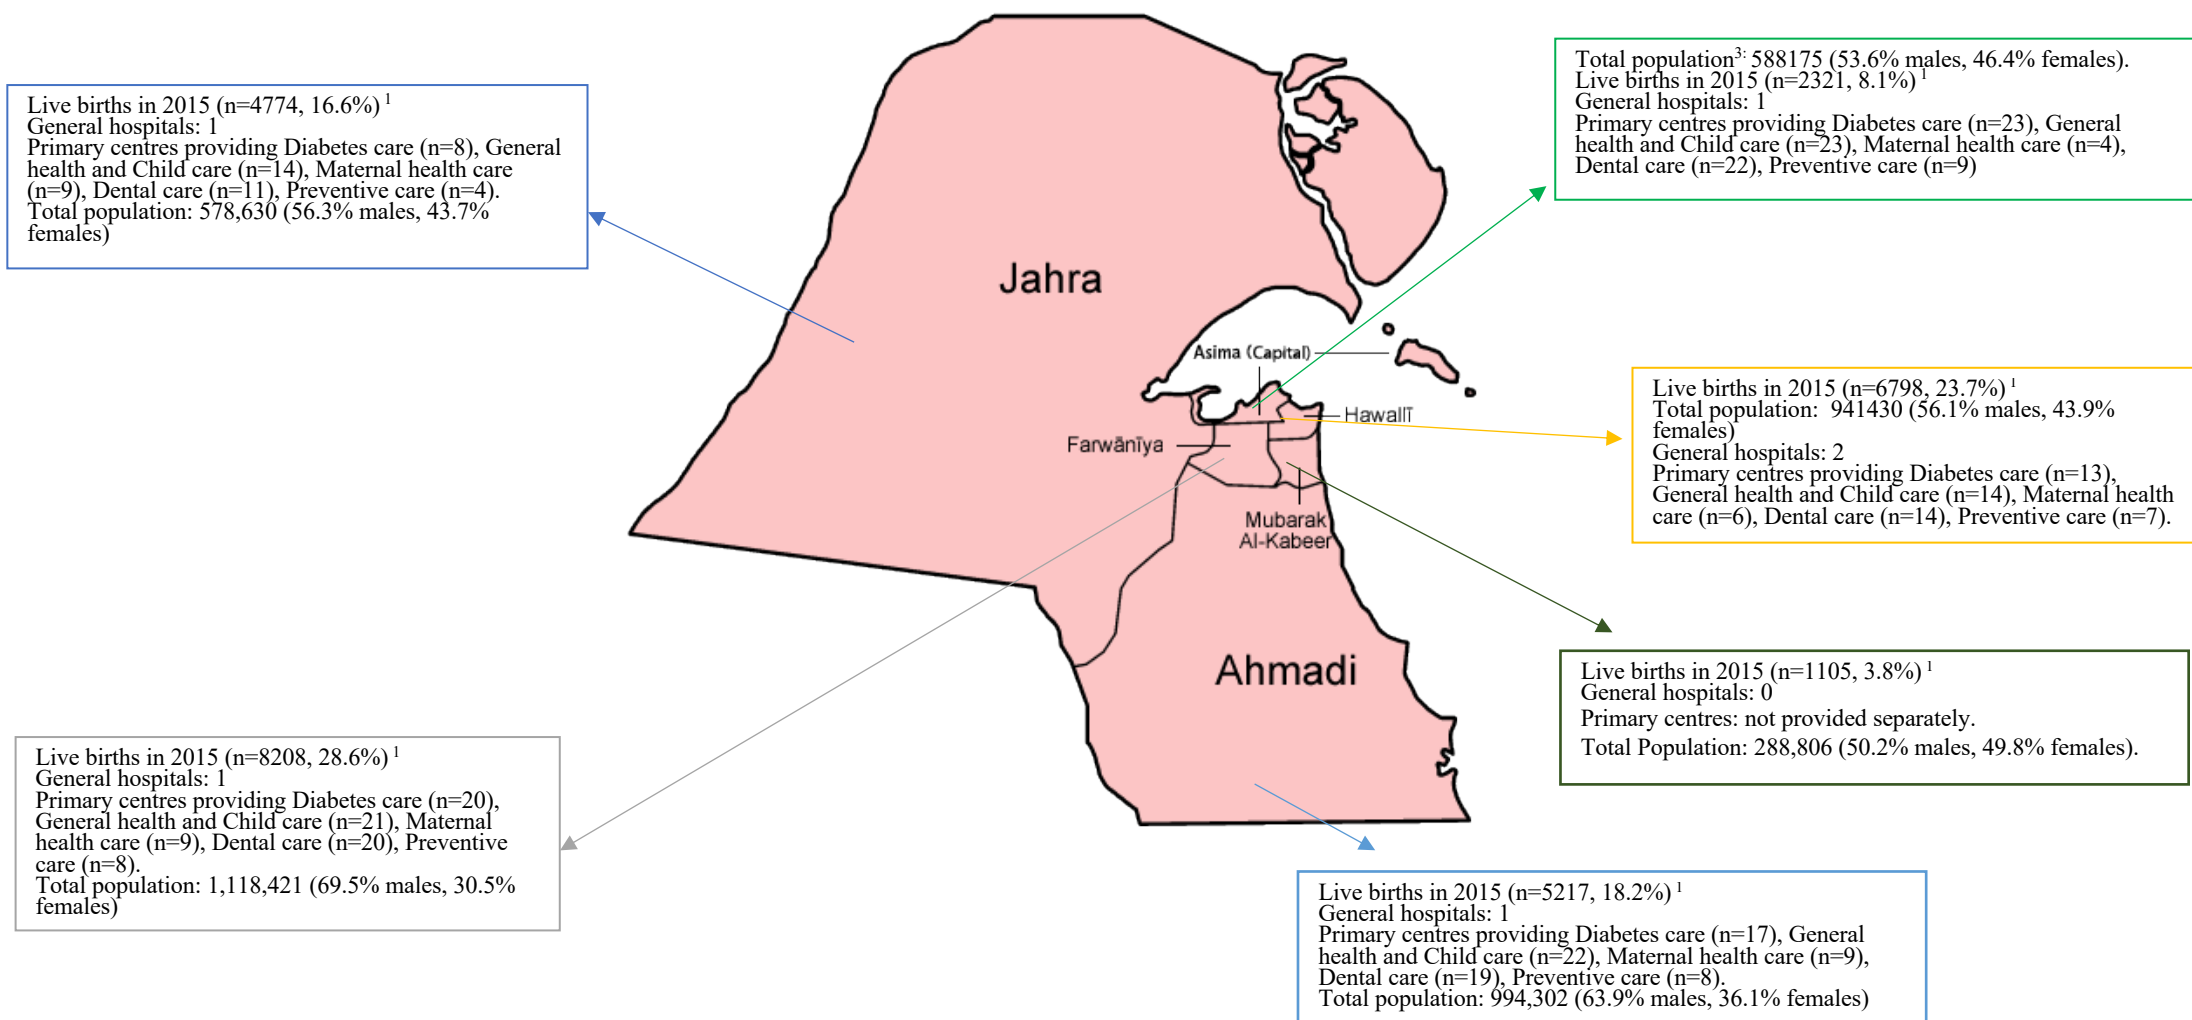 Live births in 2015 (n=4774, 16.6%) 1
General hospitals: 1
Primary centres providing Diabetes care (n=8), General
health and Child care (n=14), Maternal health care
(n=9), Dental care (n=11), Preventive care (n=4).
Total population: 578,630 (56.3% males, 43.7%
females)
Total population3: 588175 (53.6% males, 46.4% females).
Live births in 2015 (n=2321, 8.1%) 1
General hospitals: 1
Primary centres providing Diabetes care (n=23), General
health and Child care (n=23), Maternal health care (n=4),
Dental care (n=22), Preventive care (n=9)
Jahra
Asima (Capital)
Hawallī
Farwānīya
Mubarak
Al-Kabeer
Ahmadi
Live births in 2015 (n=6798, 23.7%) 1
Total population:  941430 (56.1% males, 43.9%
females)
General hospitals: 2
Primary centres providing Diabetes care (n=13),
General health and Child care (n=14), Maternal health
care (n=6), Dental care (n=14), Preventive care (n=7).
Live births in 2015 (n=1105, 3.8%) 1
General hospitals: 0
Primary centres: not provided separately.
Total Population: 288,806 (50.2% males, 49.8% females).
Live births in 2015 (n=8208, 28.6%) 1
General hospitals: 1
Primary centres providing Diabetes care (n=20),
General health and Child care (n=21), Maternal
health care (n=9), Dental care (n=20), Preventive
care (n=8).
Total population: 1,118,421 (69.5% males, 30.5%
females)
Live births in 2015 (n=5217, 18.2%) 1
General hospitals: 1
Primary centres providing Diabetes care (n=17), General
health and Child care (n=22), Maternal health care (n=9),
Dental care (n=19), Preventive care (n=8).
Total population: 994,302 (63.9% males, 36.1% females)